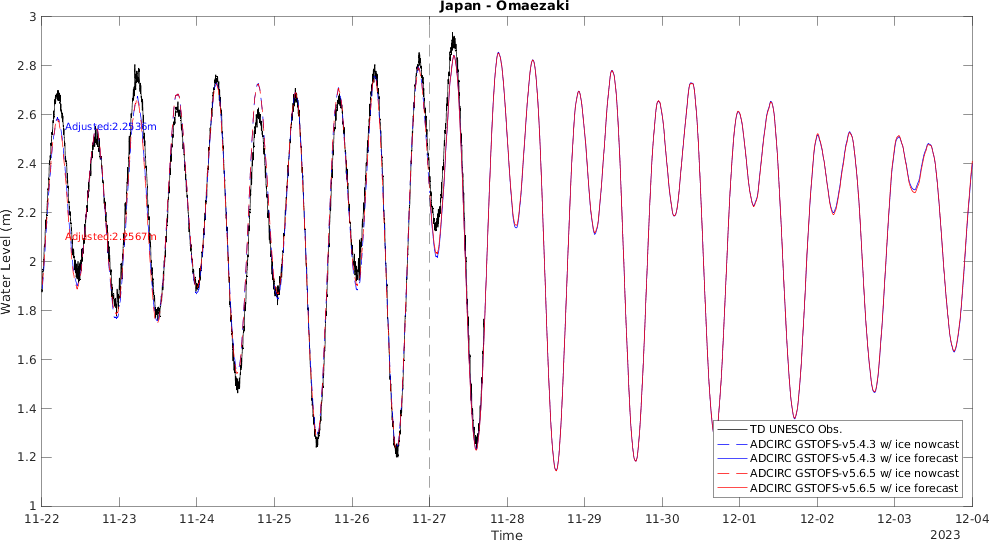 Japan - Omaezaki
3
2.8
2.6
2.4
2.2
2
1.8
1.6
1.4
1.2
1
Water Level (m)
Adjusted:2.2536m
Adjusted:2.2567m
TD UNESCO Obs.
ADCIRC GSTOFS-v5.4.3 w/ ice nowcast
ADCIRC GSTOFS-v5.4.3 w/ ice forecast
ADCIRC GSTOFS-v5.6.5 w/ ice nowcast
ADCIRC GSTOFS-v5.6.5 w/ ice forecast
11-22 11-23 11-24 11-25 11-26 11-27 11-28 11-29 11-30 12-01 12-02 12-03 12-04
Time
2023